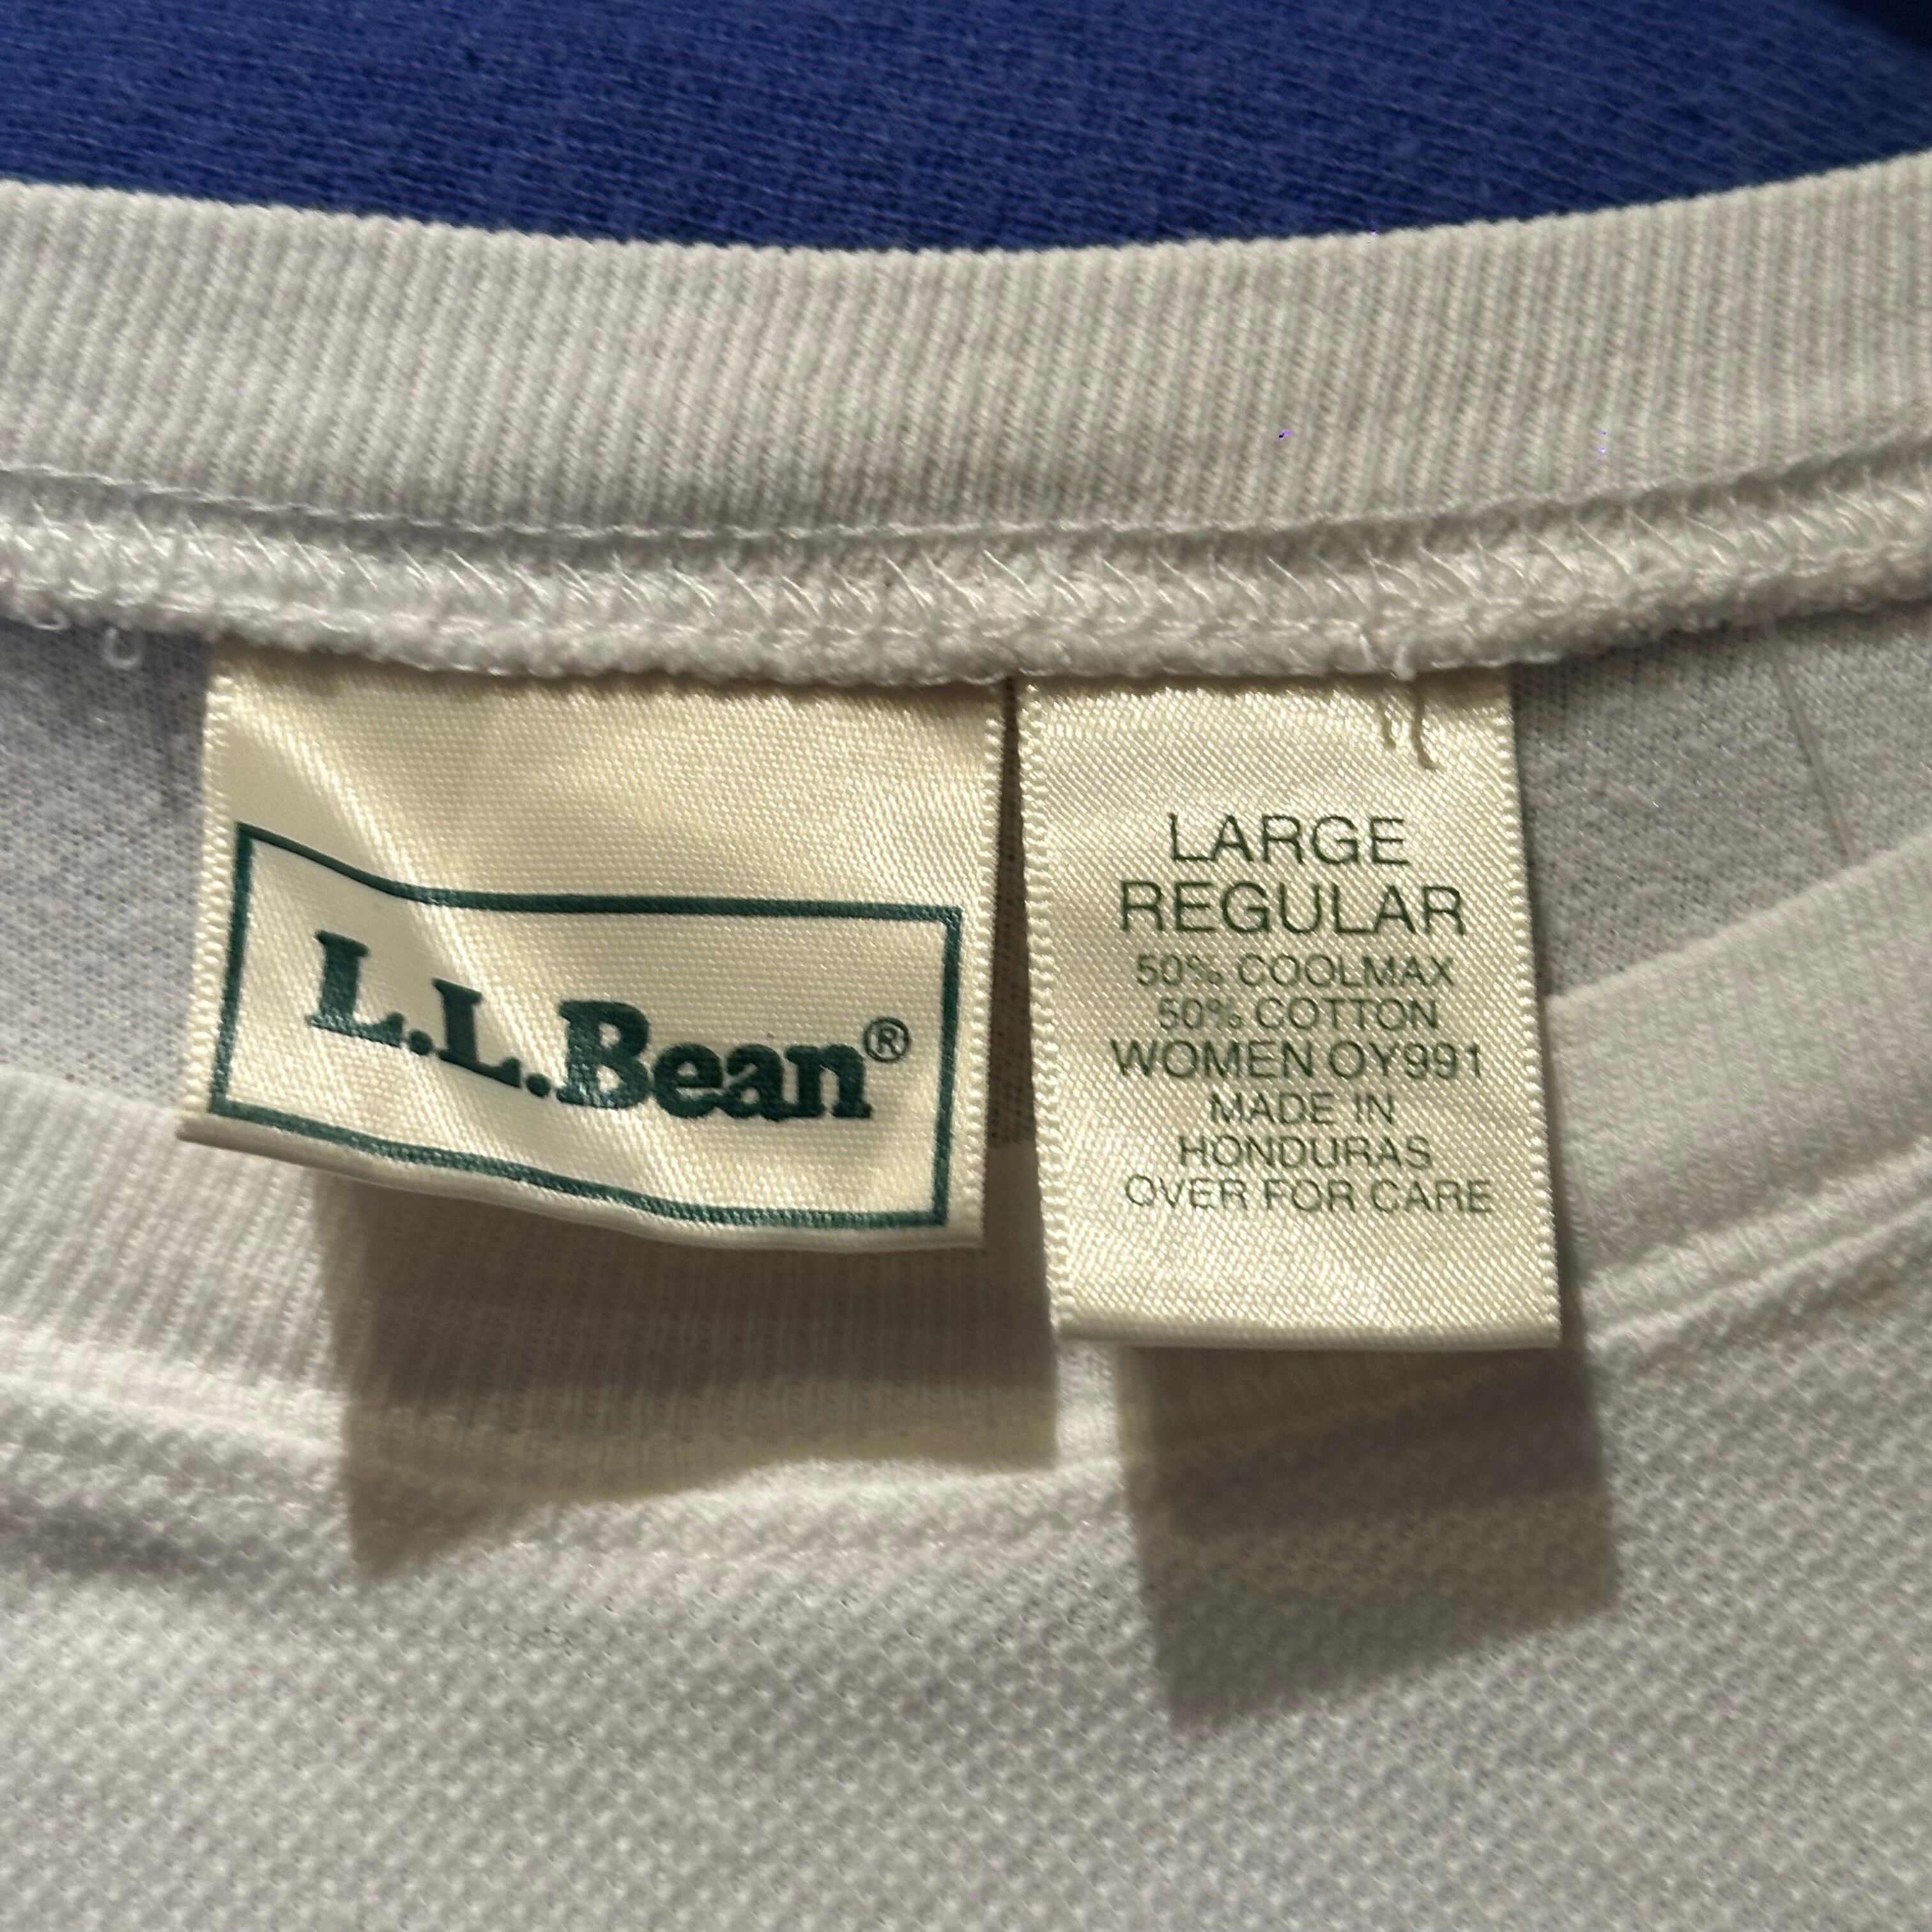 L.L.Bean®
LARGE
REGULAR
50% COOLMAX
50% COTTON
WOMEN OY991
MADE IN
HONDURAS
OVER FOR CARE